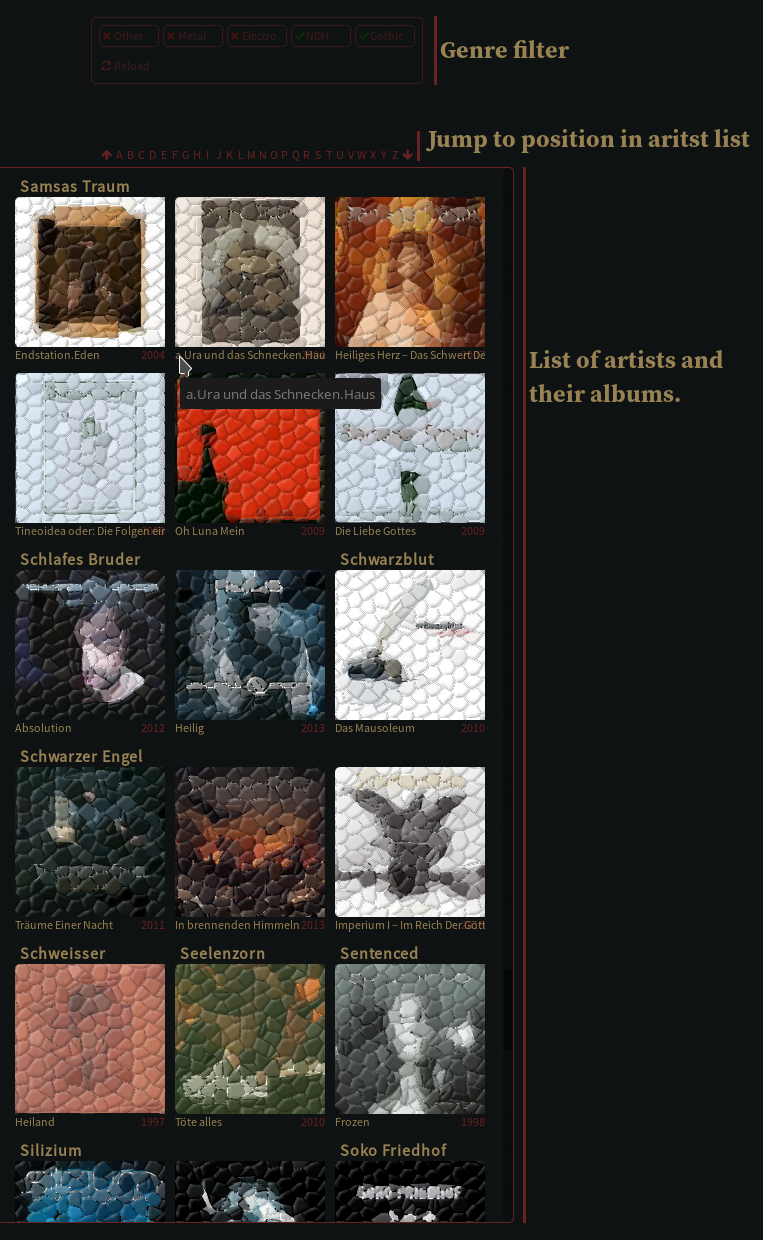 Other Metal Electro NDH Gothic
Genre filter
Reload
Jump to position in aritst list
A B C D E F G H I J K L M N O P Q R S T U V W X Y Z
Samsas Traum
Endstation.Eden 2004
a.Ura und das Schnecken.Hau
Heiliges Herz – Das Schwert De
a.Ura und das Schnecken.Haus
List of artists and
their albums.
Tineoidea oder: Die Folgen eir
Oh Luna Mein 2009
Die Liebe Gottes 2009
Schlafes Bruder
Schwarzblut
Absolution 2012
Heilig 2013
Das Mausoleum 2010
Schwarzer Engel
Träume Einer Nacht 2011
In brennenden Himmeln 2013
Imperium I – Im Reich Der Gött
Schweisser
Seelenzorn
Sentenced
Heiland 1997
Töte alles 2010
Frozen 1998
Silizium
Soko Friedhof
SOKO FRIEDHOF